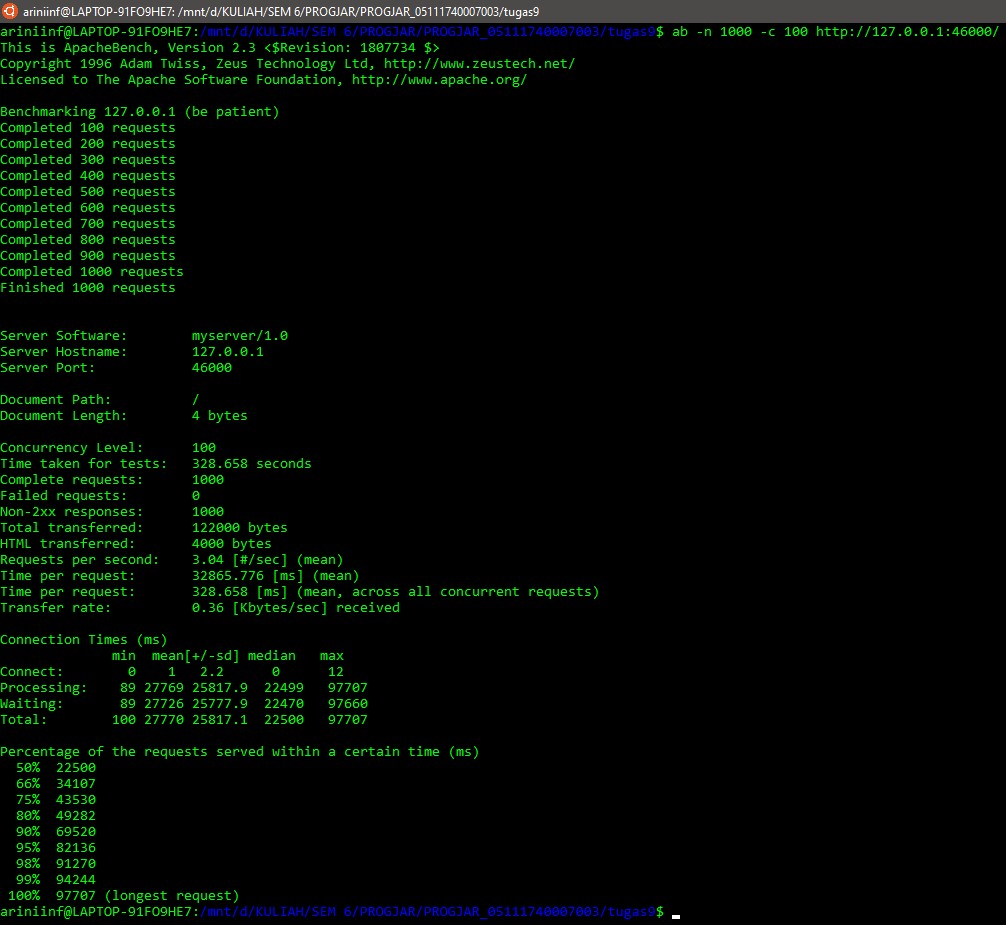 ariniinf@LAPTOP-91FO9HE7: /mnt/d/KULIAH/SEM 6/PROGJAR/PROGJAR_05111740007003/tugas9
ariniinf@LAPTOP-91FO9HE7:/mnt/d/KULIAH/SEM 6/PROGJAR/PROGJAR_05111740007003/tugas9$ ab -n 1000 -c 100 http://127.0.0.1:46000/
This is ApacheBench, Version 2.3 <$Revision: 1807734 $>
Copyright 1996 Adam Twiss, Zeus Technology Ltd, http://www.zeustech.net/
Licensed to The Apache Software Foundation, http://www.apache.org/
Benchmarking 127.0.0.1 (be patient)
Completed 100 requests
Completed 200 requests
Completed 300 requests
Completed 400 requests
Completed 500 requests
Completed 600 requests
Completed 700 requests
Completed 800 requests
Completed 900 requests
Completed 1000 requests
Finished 1000 requests
Server Software:        myserver/1.0
Server Hostname:        127.0.0.1
Server Port:            46000
Document Path:          /
Document Length:        4 bytes
Concurrency Level:      100
Time taken for tests:   328.658 seconds
Complete requests:      1000
Failed requests:        0
Non-2xx responses:      1000
Total transferred:      122000 bytes
HTML transferred:       4000 bytes
Requests per second:    3.04 [#/sec] (mean)
Time per request:       32865.776 [ms] (mean)
Time per request:       328.658 [ms] (mean, across all concurrent requests)
Transfer rate:          0.36 [Kbytes/sec] received
Connection Times (ms)
              min  mean[+/-sd] median   max
Connect:        0    1   2.2      0      12
Processing:    89 27769 25817.9  22499   97707
Waiting:       89 27726 25777.9  22470   97660
Total:        100 27770 25817.1  22500   97707
Percentage of the requests served within a certain time (ms)
  50%  22500
  66%  34107
  75%  43530
  80%  49282
  90%  69520
  95%  82136
  98%  91270
  99%  94244
 100%  97707 (longest request)
ariniinf@LAPTOP-91FO9HE7:/mnt/d/KULIAH/SEM 6/PROGJAR/PROGJAR_05111740007003/tugas9$